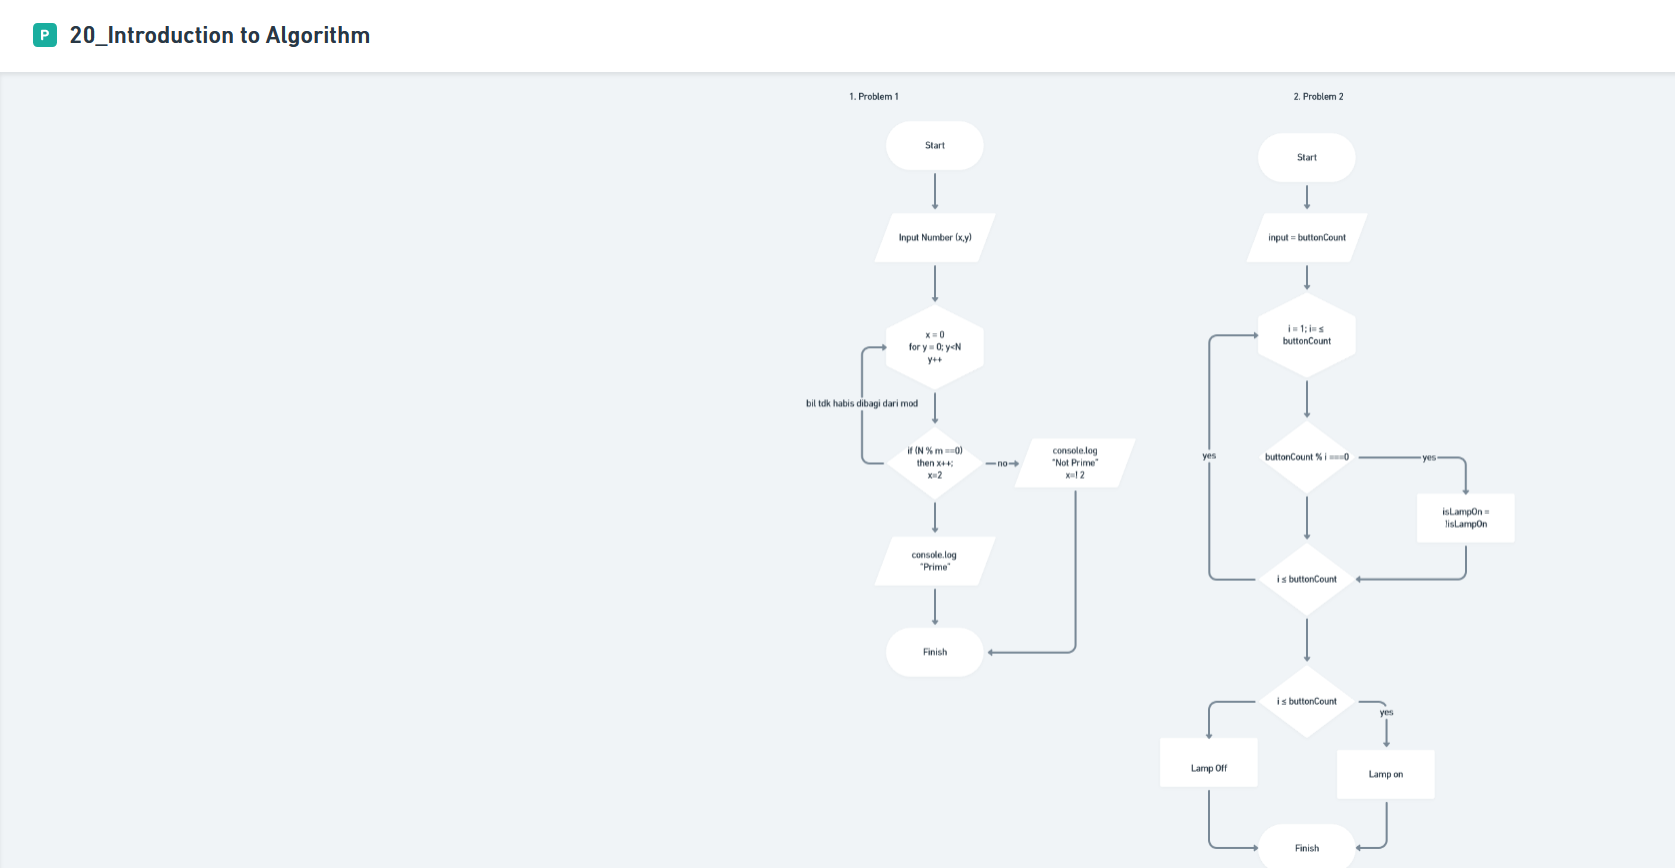 P 20_Introduction to Algorithm
1. Problem 1
Start
Input Number (x,y)
x = 0
for y = 0; y<N
y++
bil tdk habis dibagi dari mod
if (N % m ==0)
then x++;
x=2
no
console.log
"Not Prime"
x=! 2
console.log
"Prime"
Finish
2. Problem 2
Start
input = buttonCount
i = 1; i= ≤
buttonCount
yes
buttonCount % i ===0
yes
isLampOn =
!isLampOn
i ≤ buttonCount
i ≤ buttonCount
yes
Lamp Off
Lamp on
Finish